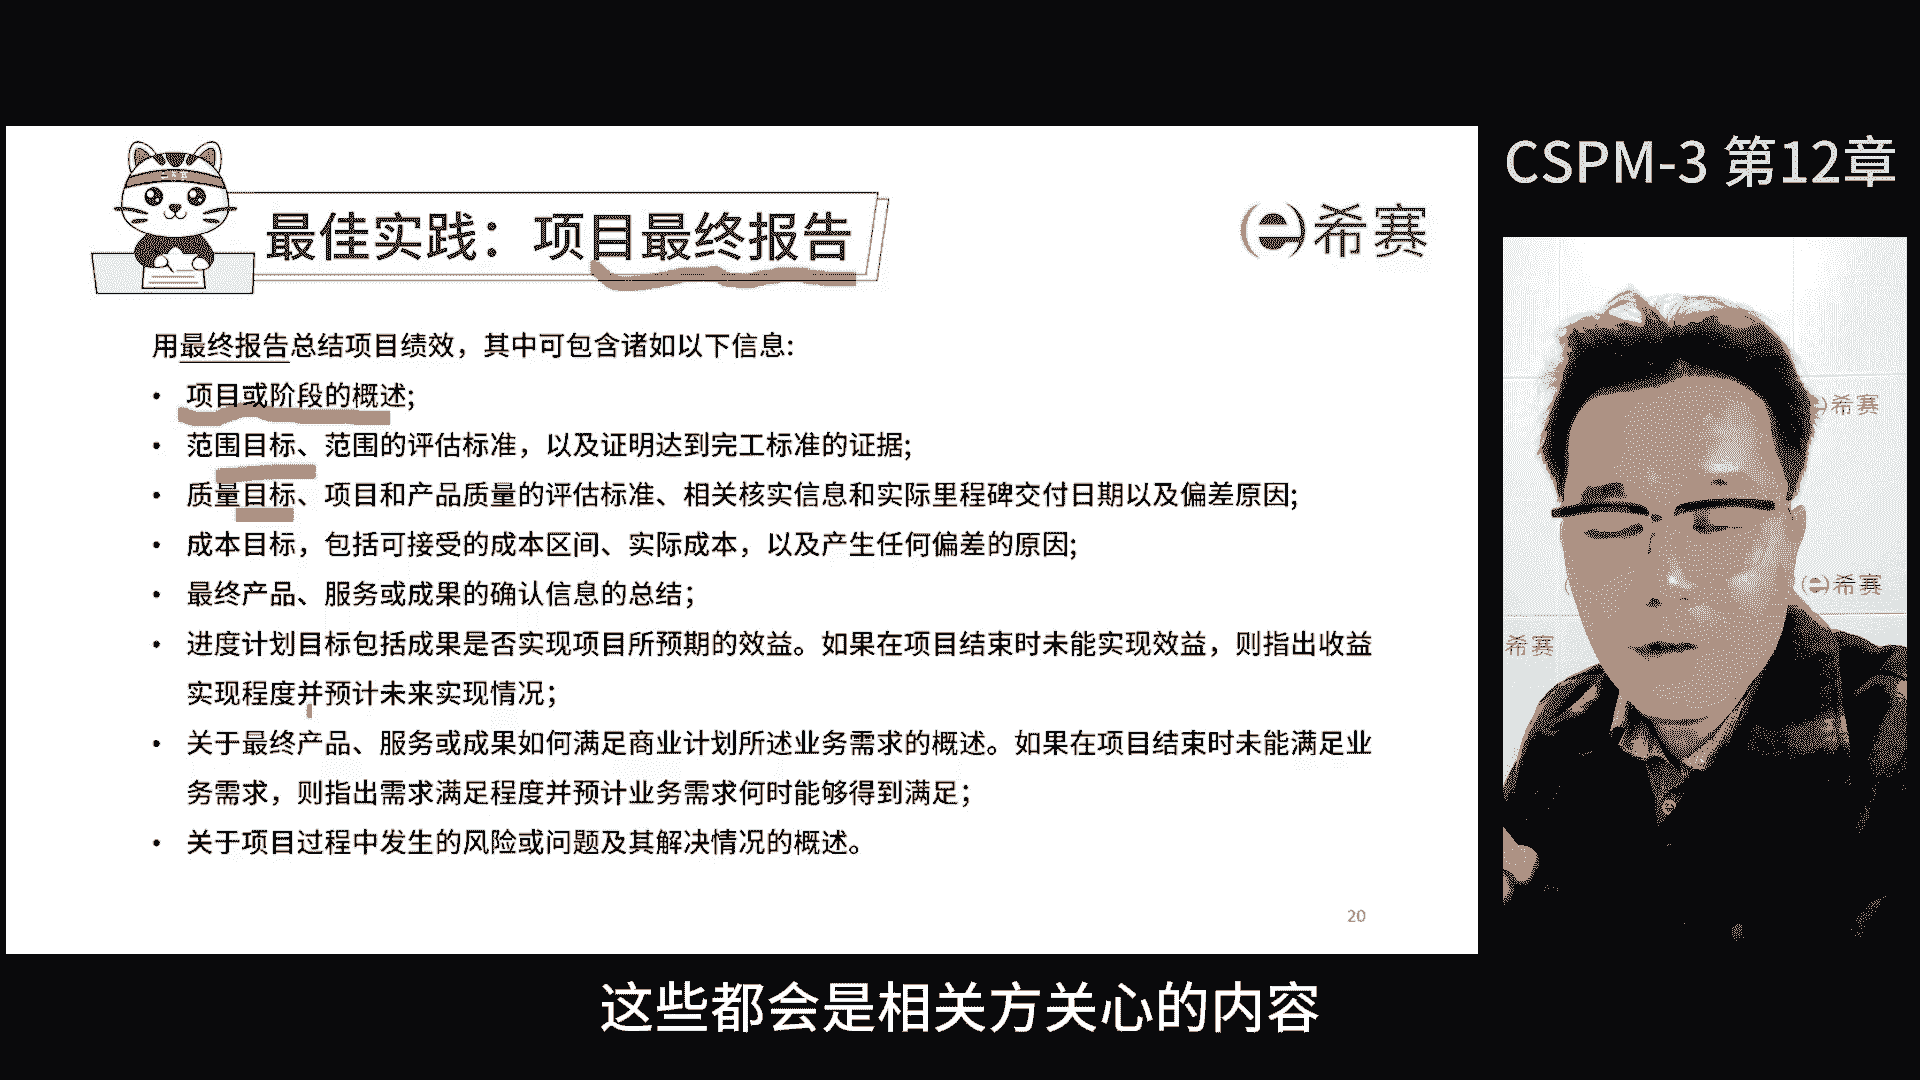 CSPM-3 第12章
最佳实践：项目最终报告
希赛
用最终报告总结项目绩效，其中可包含诸如以下信息:
• 项目或阶段的概述;
• 范围目标、范围的评估标准，以及证明达到完工标准的证据;
• 质量目标、项目和产品质量的评估标准、相关核实信息和实际里程碑交付日期以及偏差原因;
• 成本目标，包括可接受的成本区间、实际成本，以及产生任何偏差的原因;
• 最终产品、服务或成果的确认信息的总结；
• 进度计划目标包括成果是否实现项目所预期的效益。如果在项目结束时未能实现效益，则指出收益
实现程度并预计未来实现情况；
• 关于最终产品、服务或成果如何满足商业计划所述业务需求的概述。如果在项目结束时未能满足业
务需求，则指出需求满足程度并预计业务需求何时能够得到满足；
• 关于项目过程中发生的风险或问题及其解决情况的概述。
20
希赛
希赛
希赛
这些都会是相关方关心的内容